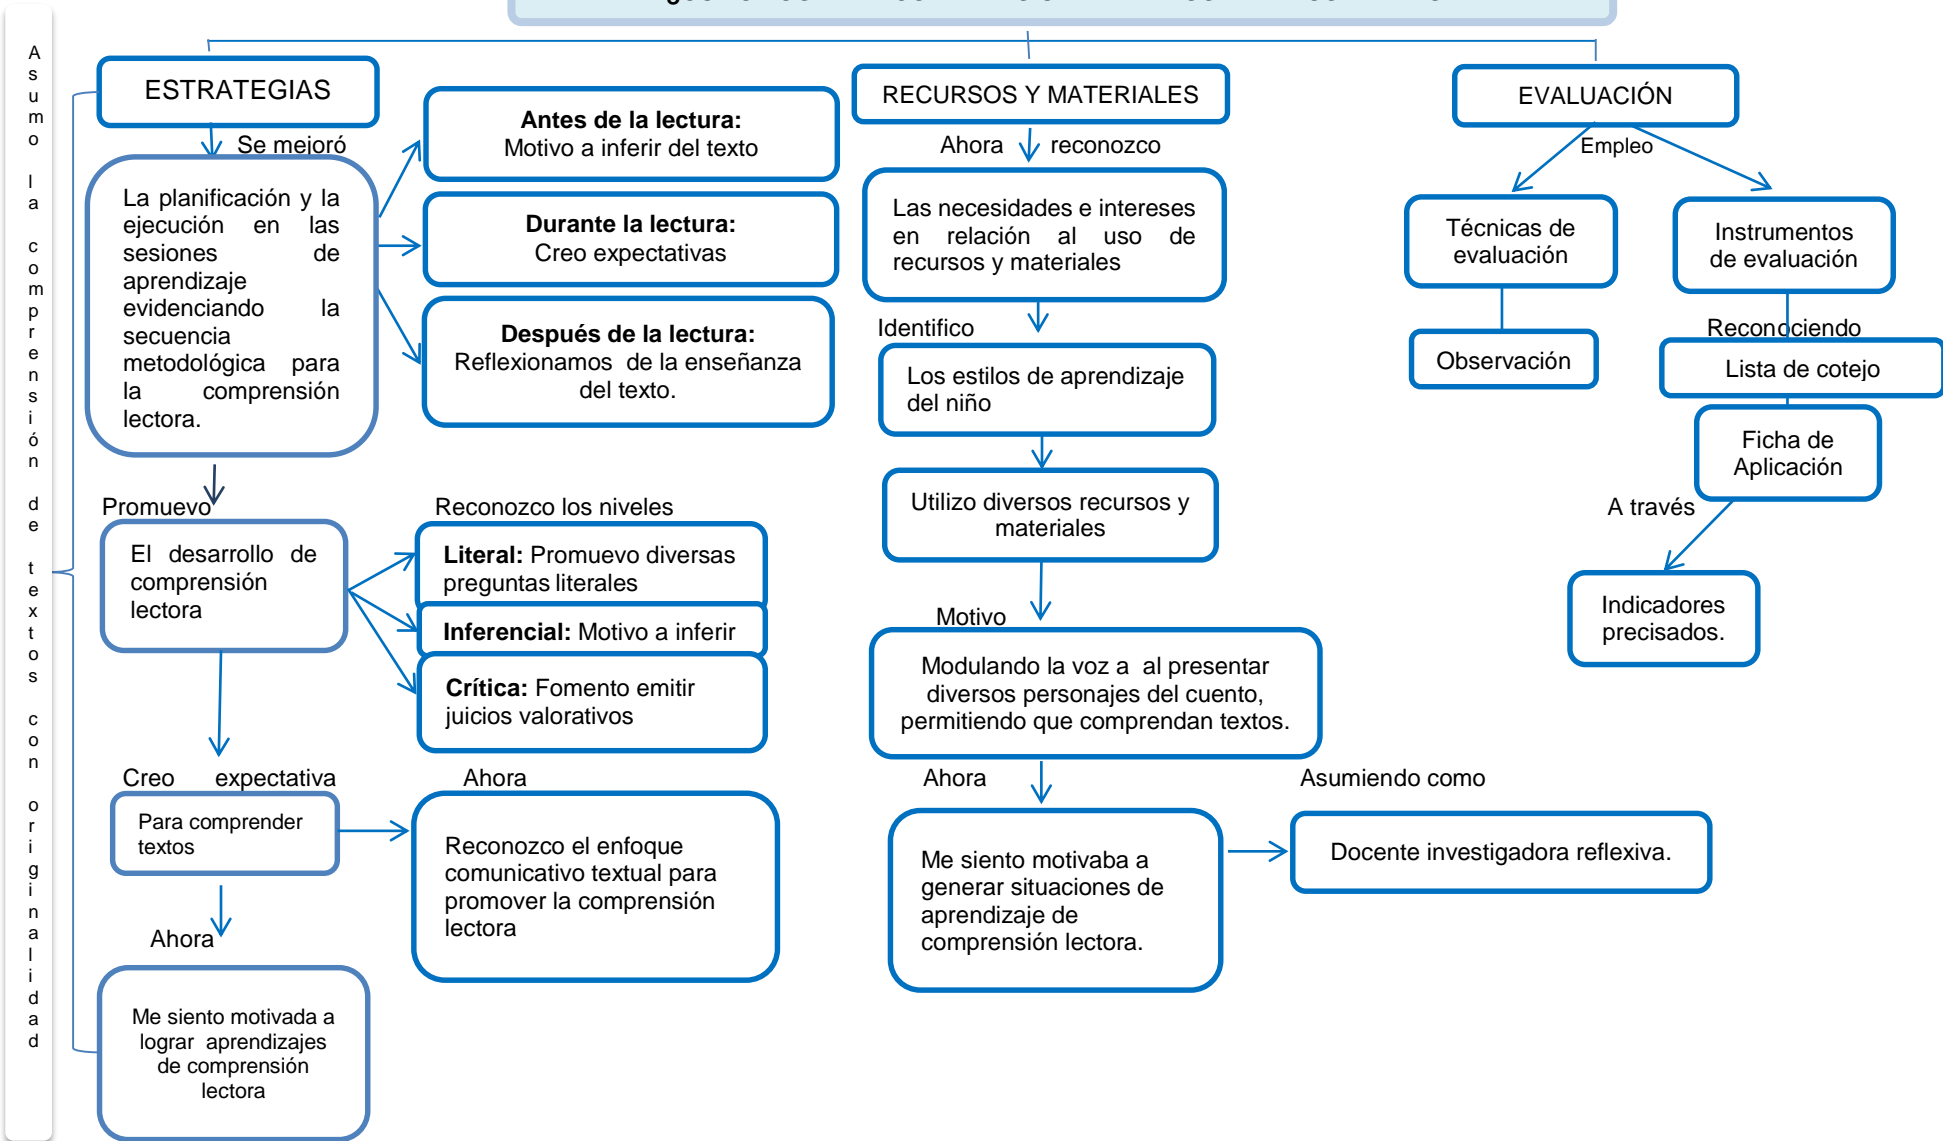 Asumo la comprensión de textos con originalidad
ESTRATEGIAS
Se mejoró
La planificación y la
ejecución en las
sesiones de
aprendizaje
evidenciando la
secuencia
metodológica para
la comprensión
lectora.
Antes de la lectura:
Motivo a inferir del texto
Durante la lectura:
Creo expectativas
Después de la lectura:
Reflexionamos de la enseñanza
del texto.
Promuevo
El desarrollo de
comprensión
lectora
Reconozco los niveles
Literal: Promuevo diversas
preguntas literales
Inferencial: Motivo a inferir
Crítica: Fomento emitir
juicios valorativos
Creo expectativa
Para comprender
textos
Ahora
Reconozco el enfoque
comunicativo textual para
promover la comprensión
lectora
Ahora
Me siento motivada a
lograr aprendizajes
de comprensión
lectora
RECURSOS Y MATERIALES
Ahora reconozco
Las necesidades e intereses
en relación al uso de
recursos y materiales
Identifico
Los estilos de aprendizaje
del niño
Utilizo diversos recursos y
materiales
Motivo
Modulando la voz a al presentar
diversos personajes del cuento,
permitiendo que comprendan textos.
Ahora
Me siento motivaba a
generar situaciones de
aprendizaje de
comprensión lectora.
Asumiendo como
Docente investigadora reflexiva.
EVALUACIÓN
Empleo
Técnicas de
evaluación
Observación
Instrumentos
de evaluación
Reconociendo
Lista de cotejo
Ficha de
Aplicación
A través
Indicadores
precisados.